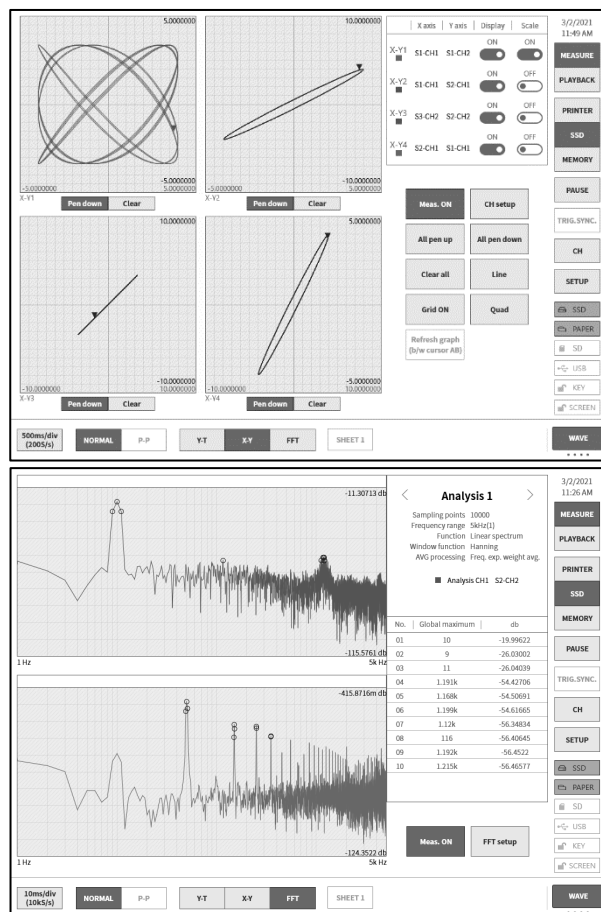 5.0000000
-5.0000000
-5.0000000 5.0000000
X-Y1
Pen down Clear
10.0000000
-10.0000000
-5.0000000 5.0000000
X-Y2
Pen down Clear
10.0000000
-10.0000000
-10.0000000 10.0000000
X-Y3
Pen down Clear
5.0000000
-5.0000000
-10.0000000 10.0000000
X-Y4
Pen down Clear
X axis Y axis Display Scale
X-Y1 S1-CH1 S1-CH2 ON ON
X-Y2 S1-CH1 S2-CH1 ON OFF
X-Y3 S3-CH2 S2-CH2 ON OFF
X-Y4 S2-CH1 S1-CH1 ON OFF
Meas. ON CH setup
All pen up All pen down
Clear all Line
Grid ON Quad
Refresh graph
(b/w cursor AB)
3/2/2021
11:49 AM
MEASURE
PLAYBACK
PRINTER
SSD
MEMORY
PAUSE
TRIG.SYNC.
CH
SETUP
SSD
PAPER
SD
USB
KEY
SCREEN
500ms/div
(200S/s)
NORMAL P-P Y-T X-Y FFT SHEET 1 WAVE
-11.30713 db
-115.5761 db
1 Hz 5k Hz
-415.8716m db
-124.3522 db
1 Hz 5k Hz
Analysis 1
Sampling points 10000
Frequency range 5kHz(1)
Function Linear spectrum
Window function Hanning
AVG processing Freq. exp. weight avg.
Analysis CH1 S2-CH2
No. Global maximum db
01 10 -19.99622
02 9 -26.03002
03 11 -26.04039
04 1.191k -54.42706
05 1.168k -54.50691
06 1.199k -54.61665
07 1.12k -56.34834
08 116 -56.40645
09 1.192k -56.4522
10 1.215k -56.46577
Meas. ON FFT setup
3/2/2021
11:26 AM
MEASURE
PLAYBACK
PRINTER
SSD
MEMORY
PAUSE
TRIG.SYNC.
CH
SETUP
SSD
PAPER
SD
USB
KEY
SCREEN
10ms/div
(10kS/s)
NORMAL P-P Y-T X-Y FFT SHEET 1 WAVE